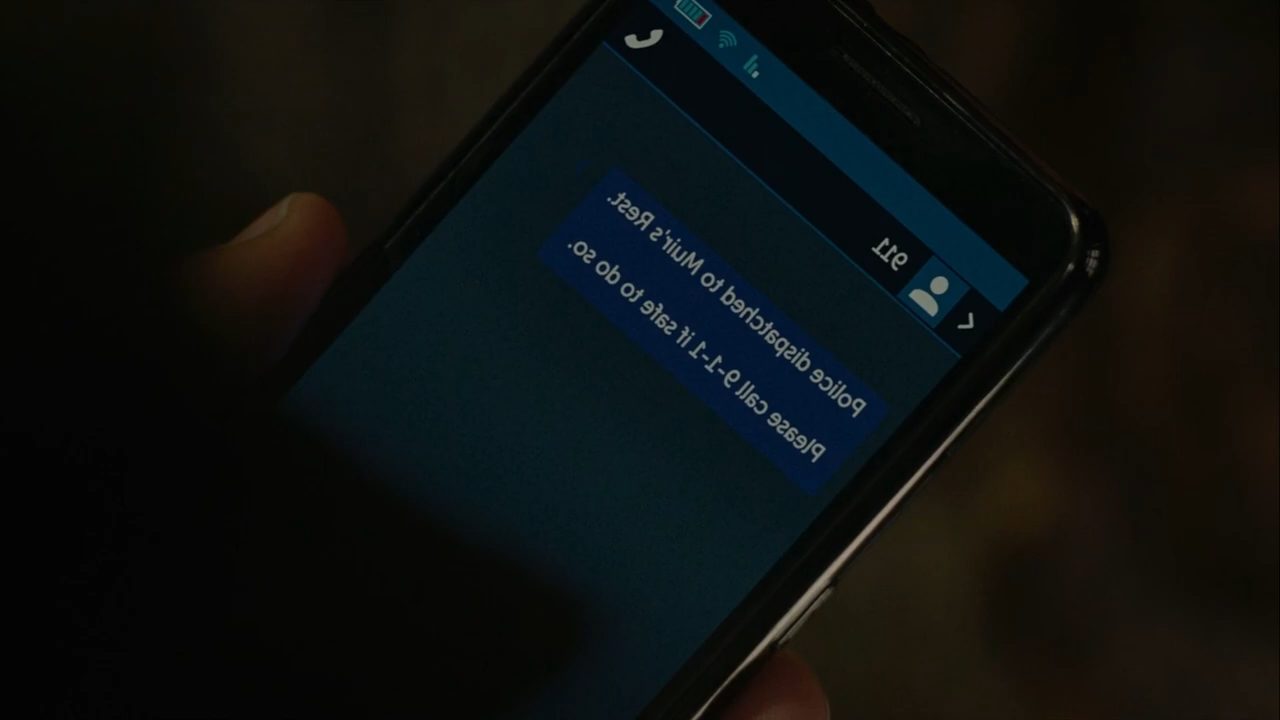 911
Police dispatched to Muir's Rest.
Please call 9-1-1 if safe to do so.